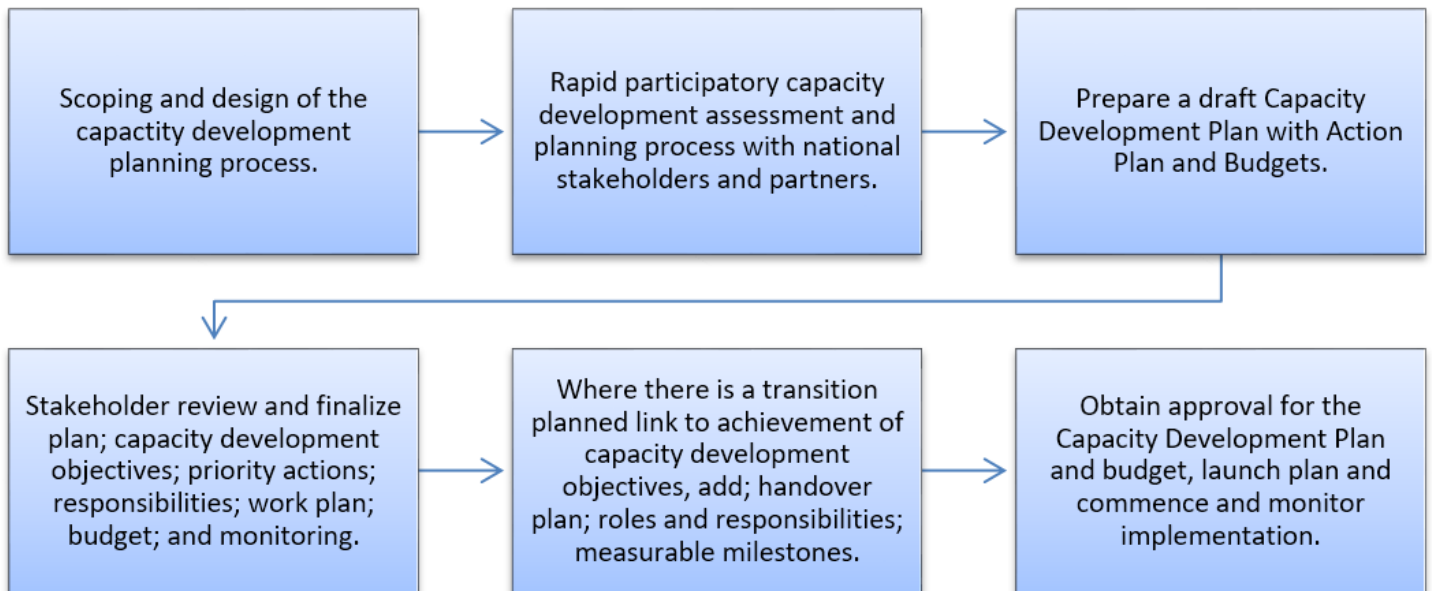 Scoping and design of the
capactity development
planning process.
Rapid participatory capacity
development assessment and
planning process with national
stakeholders and partners.
Prepare a draft Capacity
Development Plan with Action
Plan and Budgets.
Stakeholder review and finalize
plan; capacity development
objectives; priority actions;
responsibilities; work plan;
budget; and monitoring.
Where there is a transition
planned link to achievement of
capacity development
objectives, add; handover
plan; roles and responsibilities;
measurable milestones.
Obtain approval for the
Capacity Development Plan
and budget, launch plan and
commence and monitor
implementation.